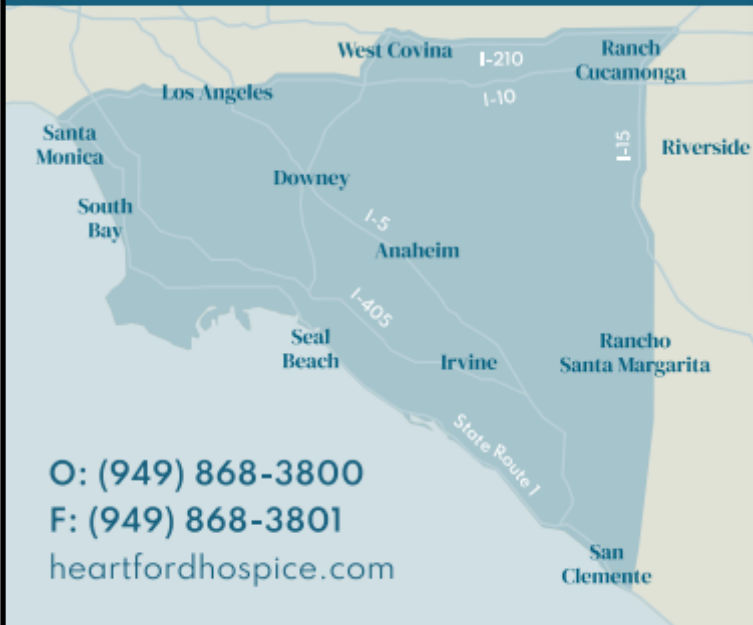 West Covina
I-210
Ranch
Cucamonga
Los Angeles
I-10
Santa
Monica
I-15
Riverside
Downey
South
Bay
I-5
Anaheim
I-405
Seal
Beach
Irvine
Rancho
Santa Margarita
State Route 1
O: (949) 868-3800
F: (949) 868-3801
heartfordhospice.com
San
Clemente